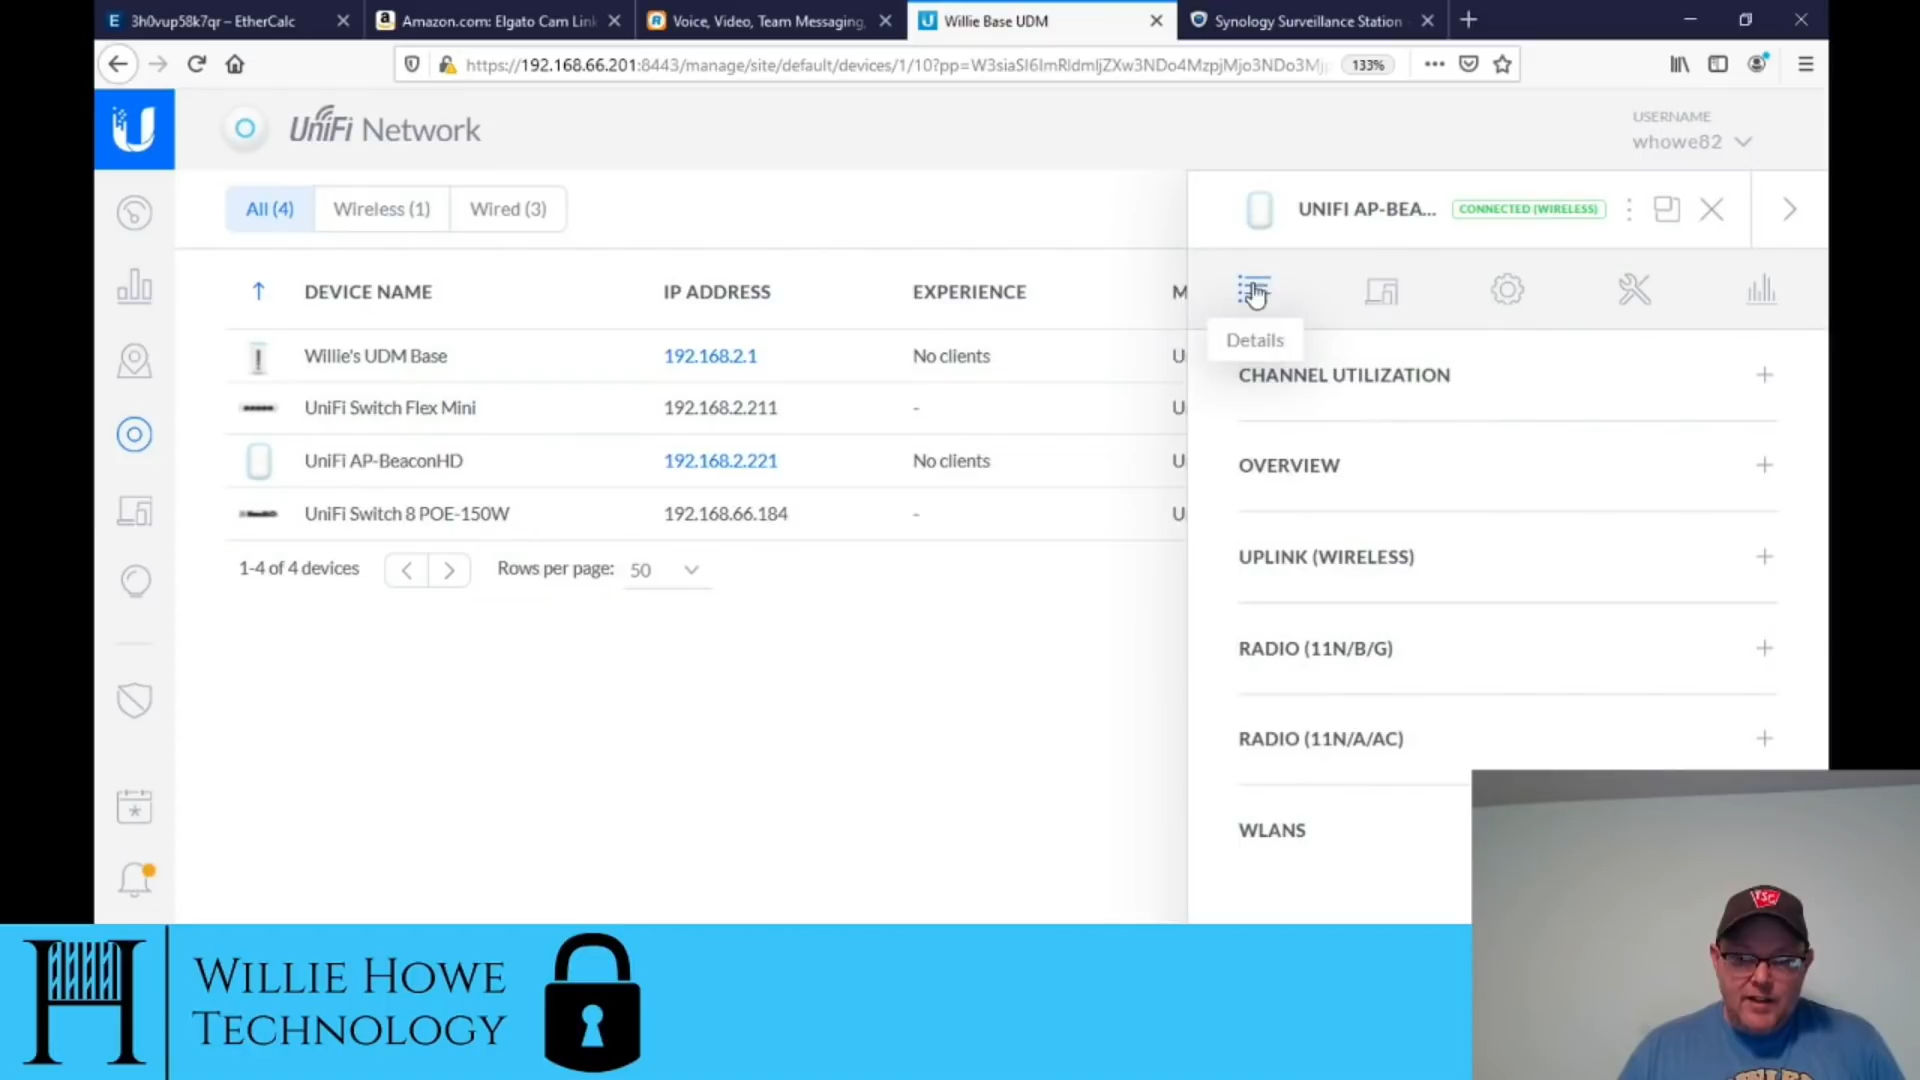 3h0vup58k7qr – EtherCalc
Amazon.com: Elgato Cam Link
Voice, Video, Team Messaging,
Willie Base UDM
Synology Surveillance Station
https://192.168.66.201:8443/manage/site/default/devices/1/10?pp=
133%
UniFi Network
USERNAME
whowe82
All (4)
Wireless (1)
Wired (3)
UNIFI AP-BEA...
CONNECTED (WIRELESS)
DEVICE NAME
IP ADDRESS
EXPERIENCE
M
Details
Willie's UDM Base
192.168.2.1
No clients
U
CHANNEL UTILIZATION
UniFi Switch Flex Mini
192.168.2.211
-
U
UniFi AP-BeaconHD
192.168.2.221
No clients
U
OVERVIEW
UniFi Switch 8 POE-150W
192.168.66.184
-
U
1-4 of 4 devices
Rows per page:
50
UPLINK (WIRELESS)
RADIO (11N/B/G)
RADIO (11N/A/AC)
WLANS
TSC
WILLIE HOWE
TECHNOLOGY